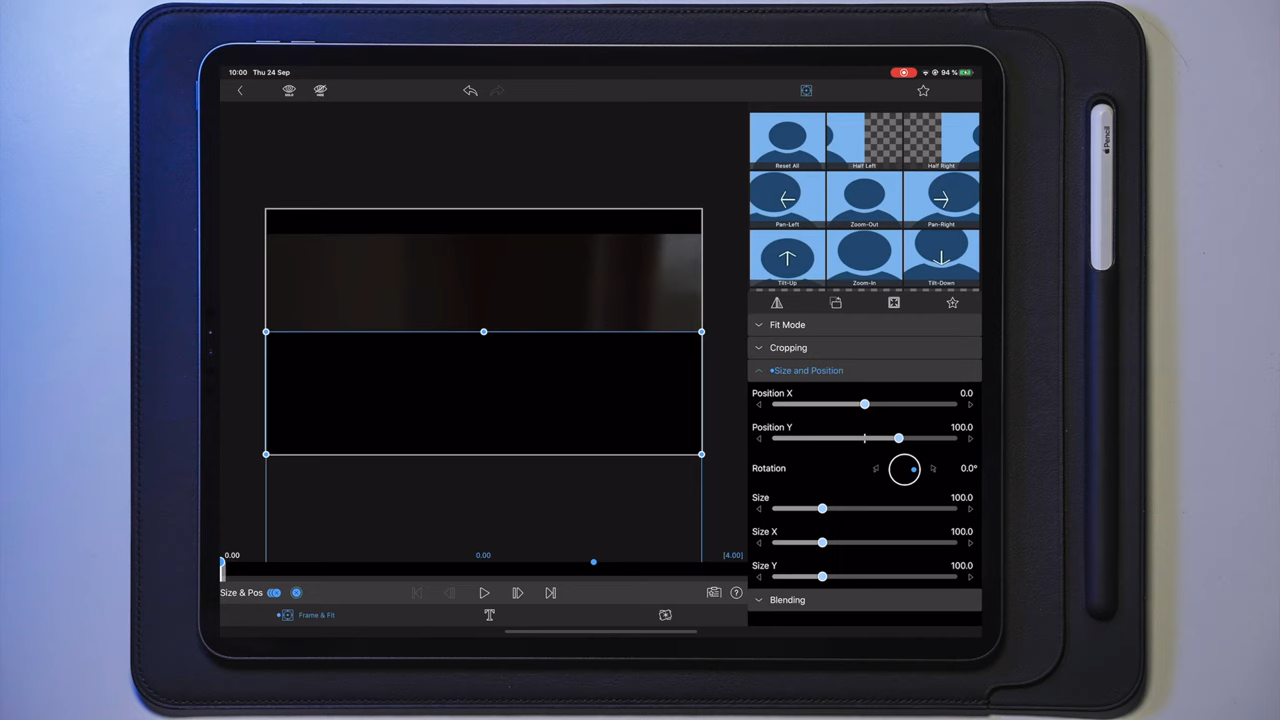 10:00 Thu 24 Sep
94 %
SOLO
HIDE
Reset All
Half Left
Half Right
Pan-Left
Zoom-Out
Pan-Right
Tilt-Up
Zoom-In
Tilt-Down
Fit Mode
Cropping
Size and Position
Position X 0.0
Position Y 100.0
Rotation 0.0°
Size 100.0
Size X 100.0
Size Y 100.0
Blending
0.00 0.00 [4.00]
Size & Pos
Frame & Fit
T
?
Pencil